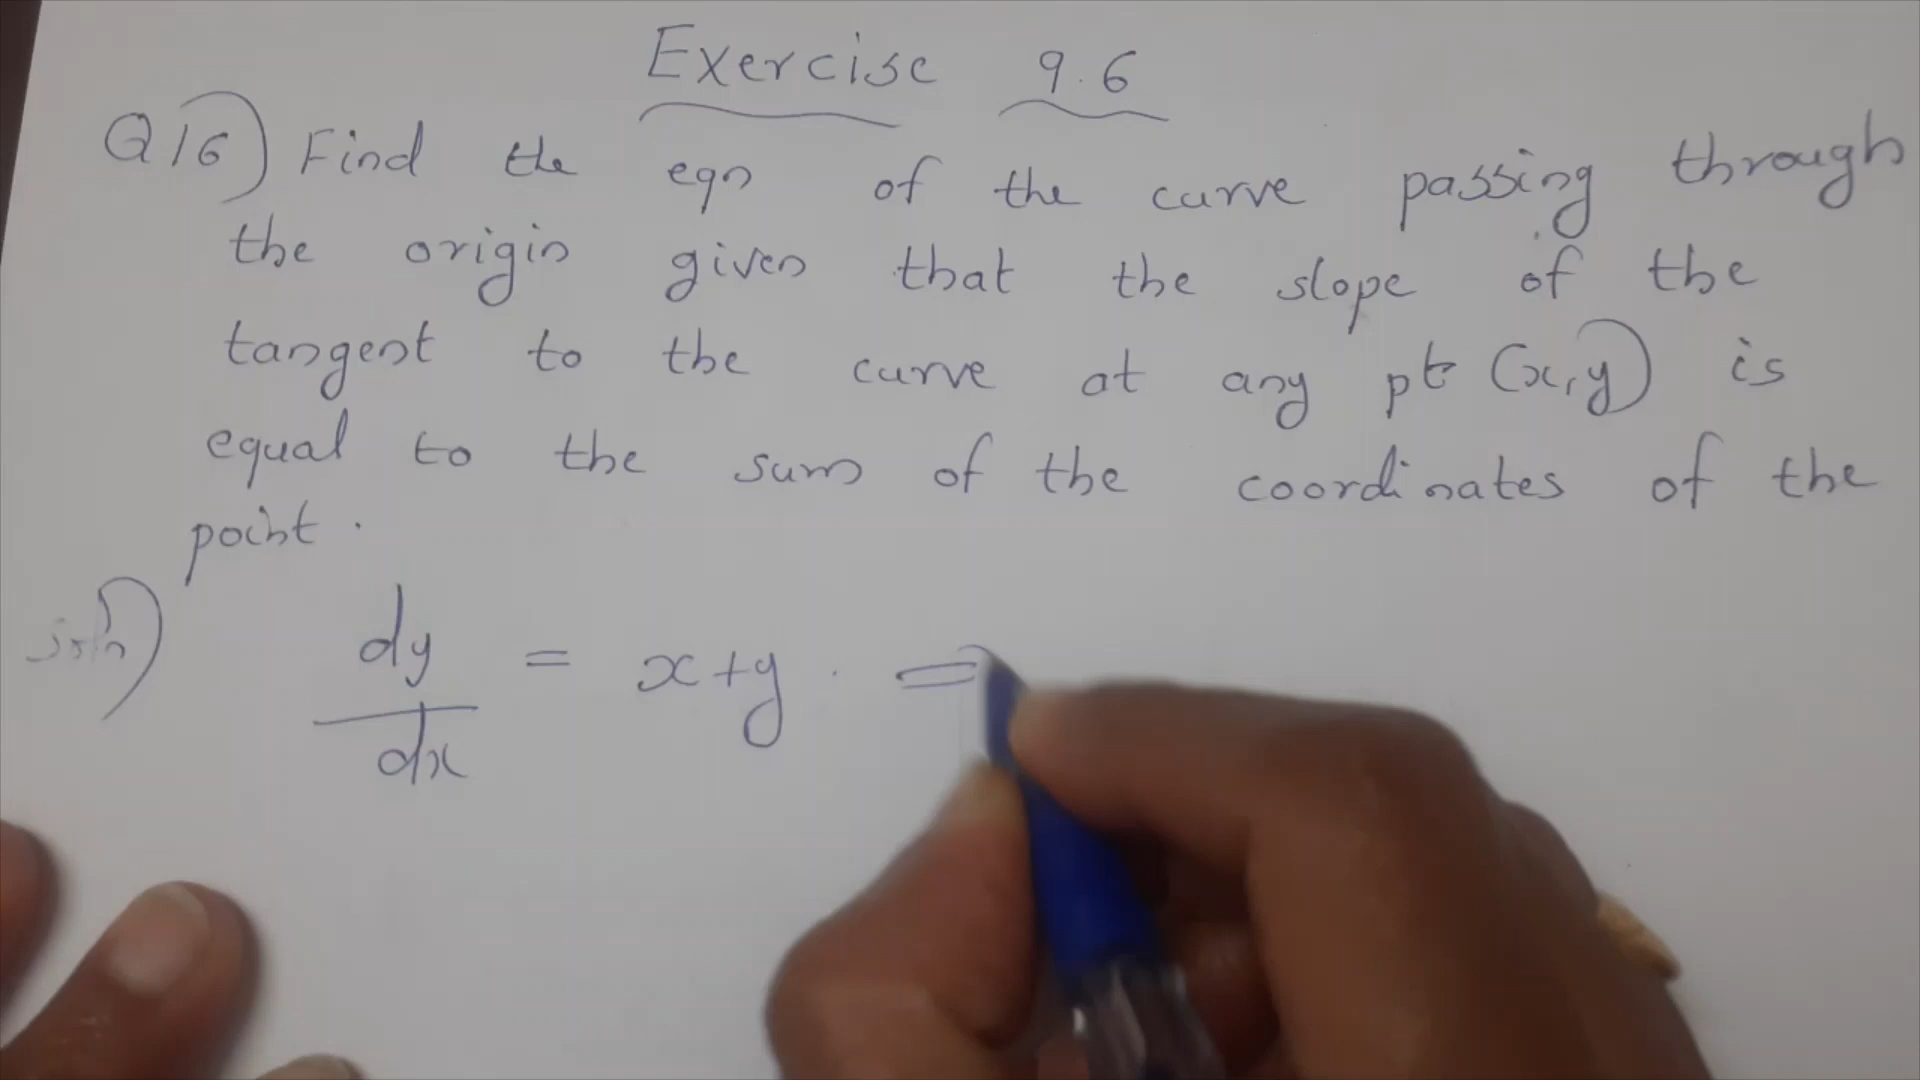 Exercise 9.6
Q16) Find the eqn of the curve passing through
the origin given that the slope of the
tangent to the curve at any pt (x,y) is
equal to the sum of the coordinates of the
point.
soln)
dy/dx = x+y. =>